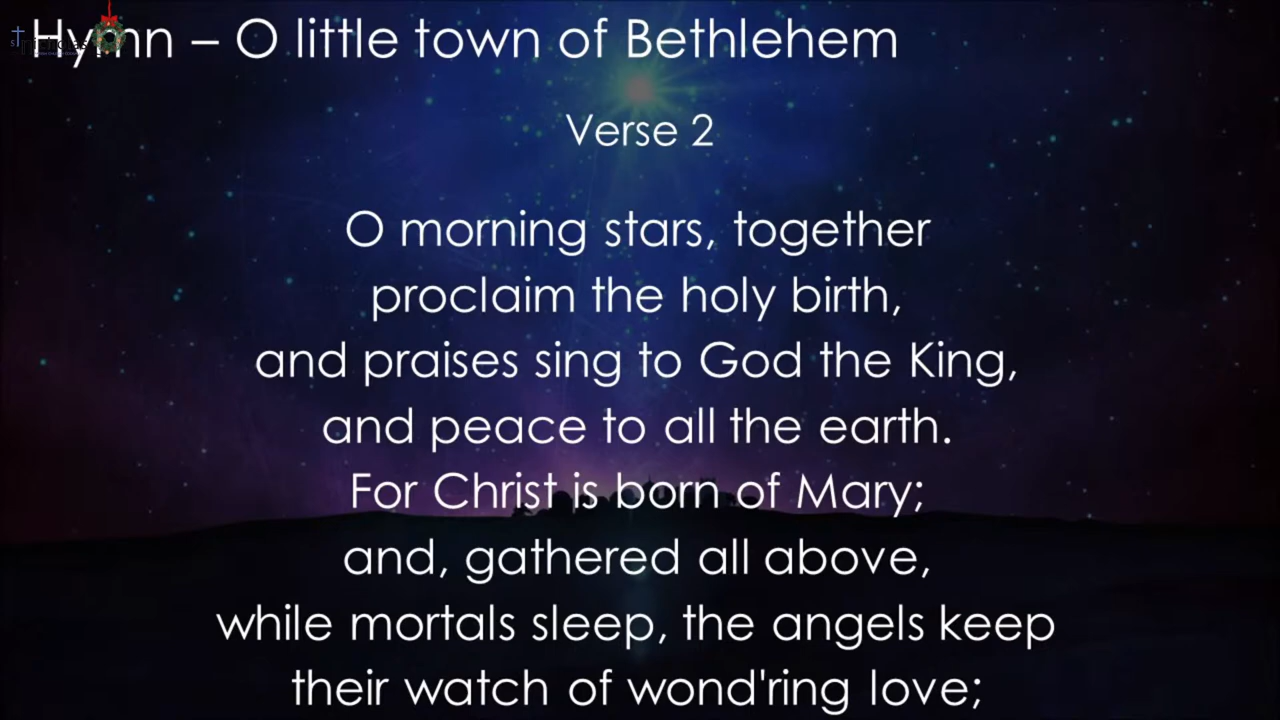 Hymn – O little town of Bethlehem
Verse 2
O morning stars, together
proclaim the holy birth,
and praises sing to God the King,
and peace to all the earth.
For Christ is born of Mary;
and, gathered all above,
while mortals sleep, the angels keep
their watch of wond'ring love;